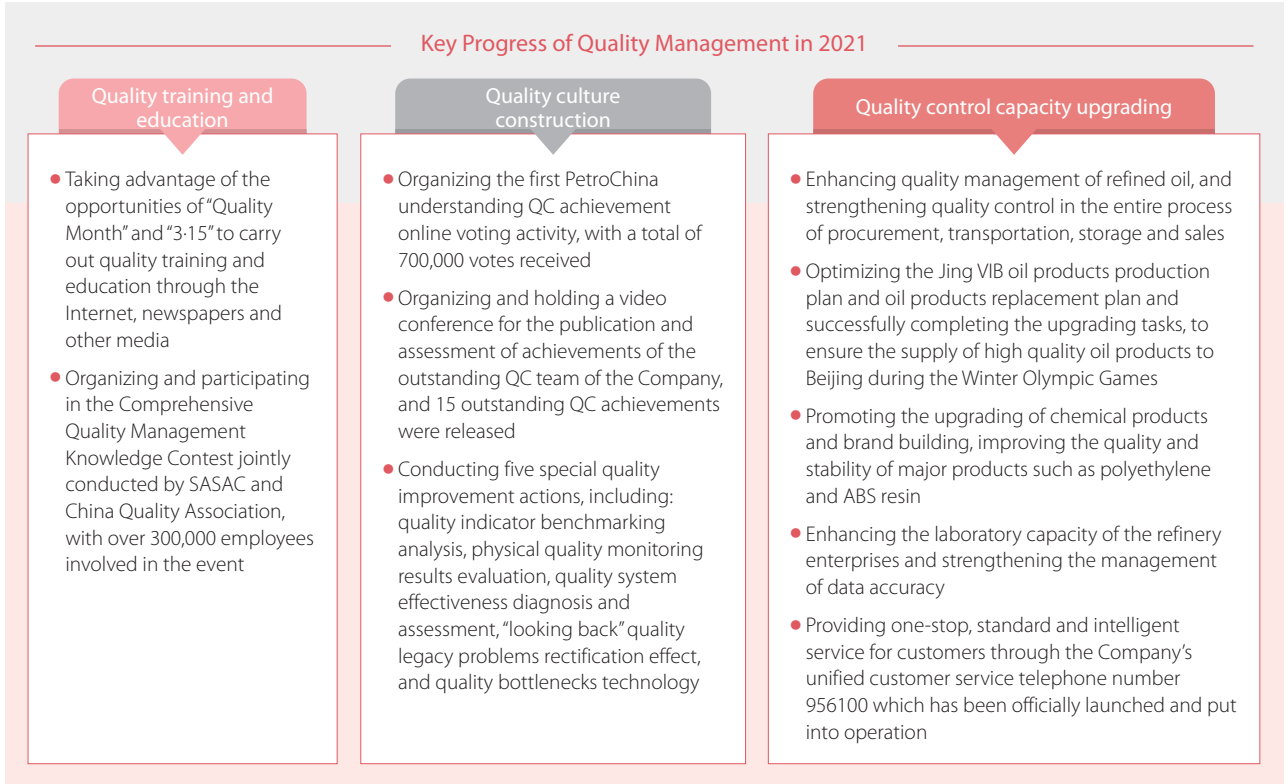 Key Progress of Quality Management in 2021
Quality training and
education
● Taking advantage of the
opportunities of “Quality
Month” and “3·15” to carry
out quality training and
education through the
Internet, newspapers and
other media
● Organizing and participating
in the Comprehensive
Quality Management
Knowledge Contest jointly
conducted by SASAC and
China Quality Association,
with over 300,000 employees
involved in the event
Quality culture
construction
● Organizing the first PetroChina
understanding QC achievement
online voting activity, with a total of
700,000 votes received
● Organizing and holding a video
conference for the publication and
assessment of achievements of the
outstanding QC team of the Company,
and 15 outstanding QC achievements
were released
● Conducting five special quality
improvement actions, including:
quality indicator benchmarking
analysis, physical quality monitoring
results evaluation, quality system
effectiveness diagnosis and
assessment, “looking back” quality
legacy problems rectification effect,
and quality bottlenecks technology
Quality control capacity upgrading
● Enhancing quality management of refined oil, and
strengthening quality control in the entire process
of procurement, transportation, storage and sales
● Optimizing the Jing VIB oil products production
plan and oil products replacement plan and
successfully completing the upgrading tasks, to
ensure the supply of high quality oil products to
Beijing during the Winter Olympic Games
● Promoting the upgrading of chemical products
and brand building, improving the quality and
stability of major products such as polyethylene
and ABS resin
● Enhancing the laboratory capacity of the refinery
enterprises and strengthening the management
of data accuracy
● Providing one-stop, standard and intelligent
service for customers through the Company’s
unified customer service telephone number
956100 which has been officially launched and put
into operation